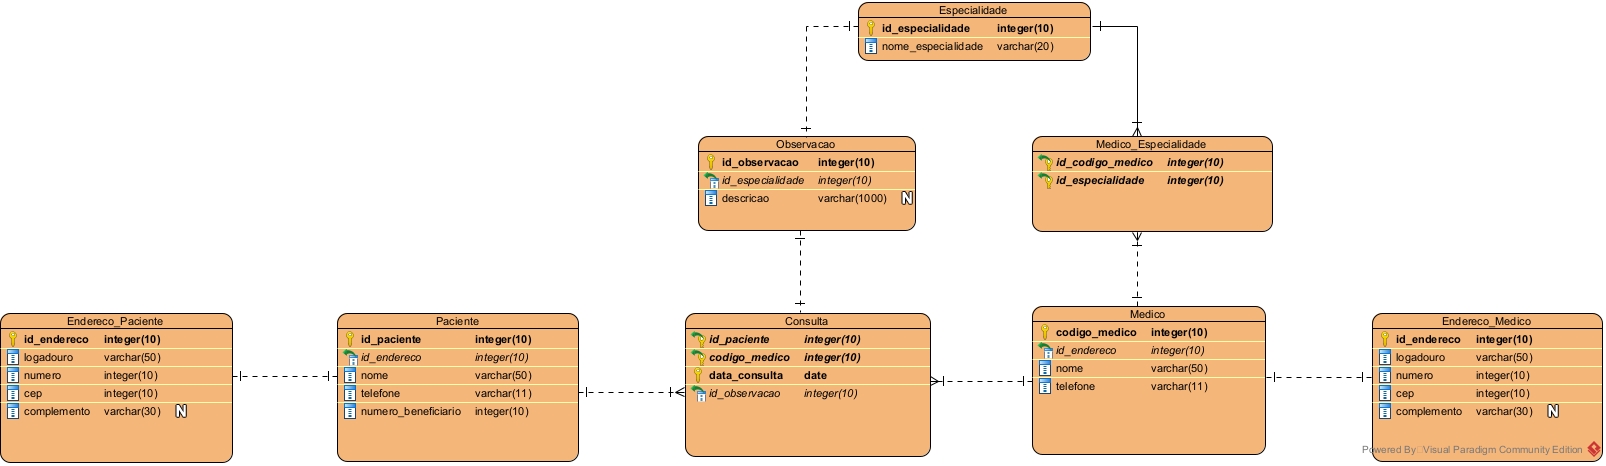 Especialidade
id_especialidade integer(10)
nome_especialidade varchar(20)
Observacao
id_observacao integer(10)
id_especialidade integer(10)
descricao varchar(1000) N
Medico_Especialidade
id_codigo_medico integer(10)
id_especialidade integer(10)
Endereco_Paciente
id_endereco integer(10)
logadouro varchar(50)
numero integer(10)
cep integer(10)
complemento varchar(30) N
Paciente
id_paciente integer(10)
id_endereco integer(10)
nome varchar(50)
telefone varchar(11)
numero_beneficiario integer(10)
Consulta
id_paciente integer(10)
codigo_medico integer(10)
data_consulta date
id_observacao integer(10)
Medico
codigo_medico integer(10)
id_endereco integer(10)
nome varchar(50)
telefone varchar(11)
Endereco_Medico
id_endereco integer(10)
logadouro varchar(50)
numero integer(10)
cep integer(10)
complemento varchar(30) N
Powered By Visual Paradigm Community Edition